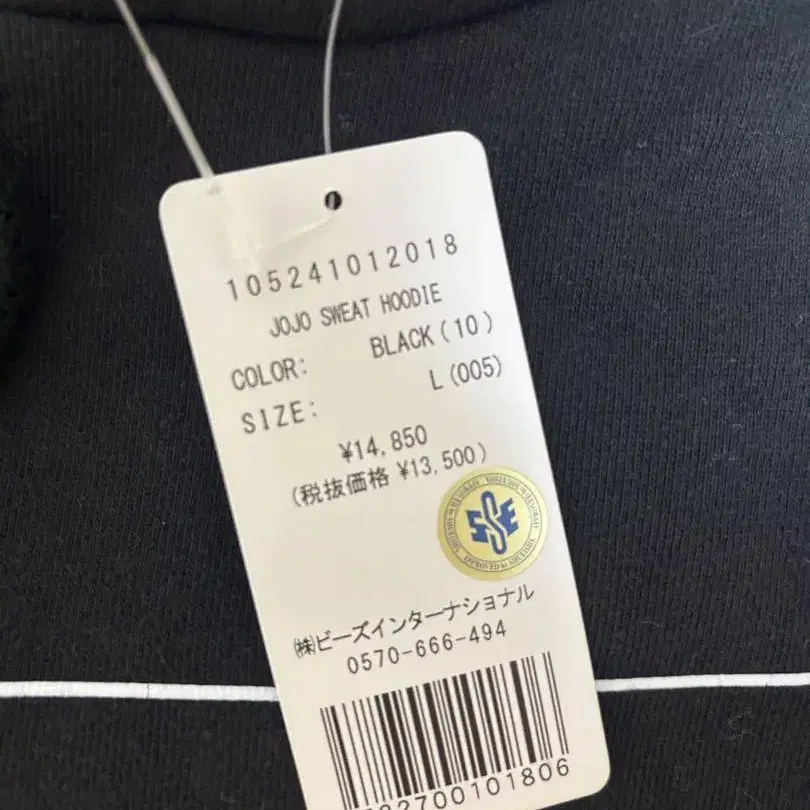 105241012018
JOJO SWEAT HOODIE
COLOR: BLACK(10)
SIZE: L(005)
¥14,850
(税抜価格 ¥13,500)
㈱ビーズインターナショナル
0570-666-494
2700101806